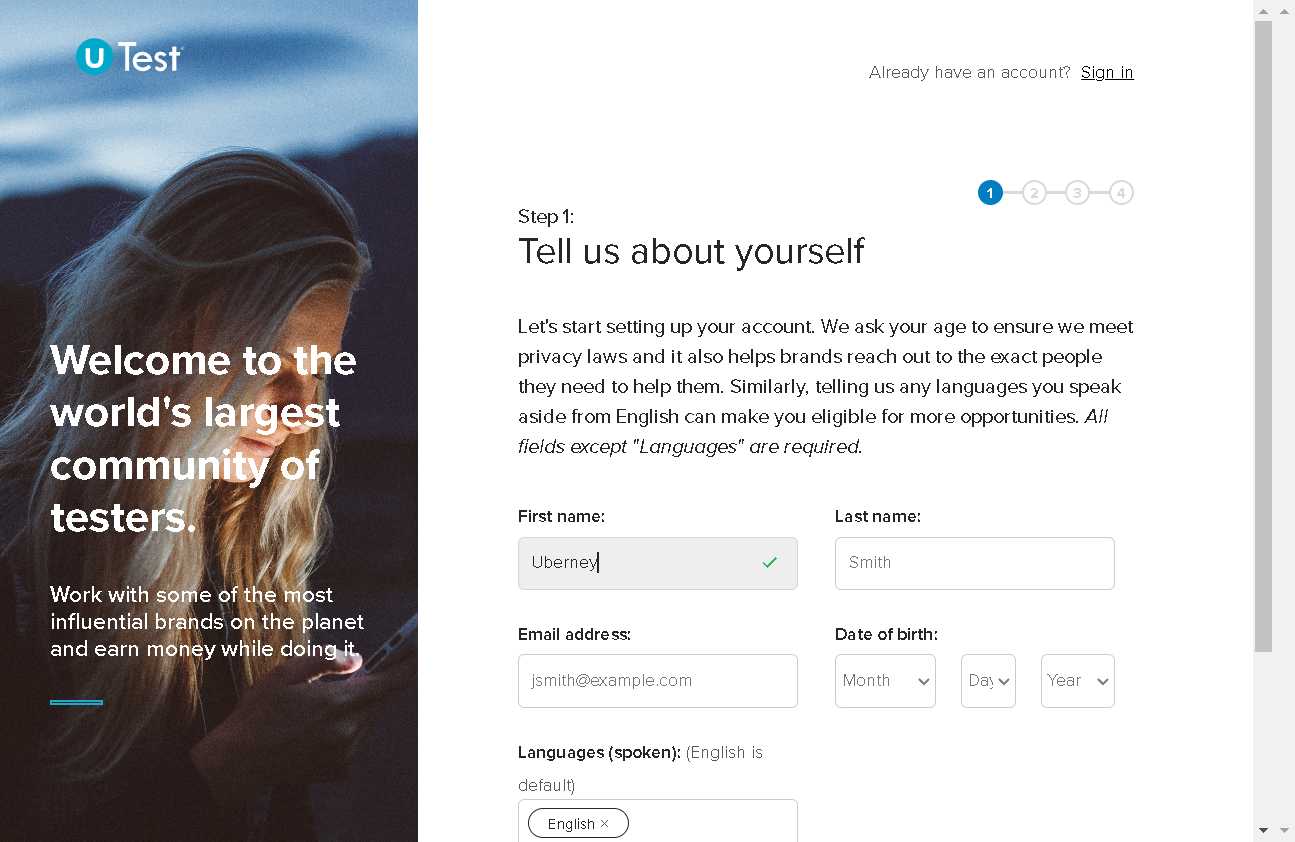 U Test
Already have an account? Sign in
1 2 3 4
Step 1:
Tell us about yourself
Let's start setting up your account. We ask your age to ensure we meet
privacy laws and it also helps brands reach out to the exact people
they need to help them. Similarly, telling us any languages you speak
aside from English can make you eligible for more opportunities. All
fields except "Languages" are required.
Welcome to the
world's largest
community of
testers.
Work with some of the most
influential brands on the planet
and earn money while doing it.
First name: Last name:
Uberney Smith
Email address: Date of birth:
jsmith@example.com Month Day Year
Languages (spoken): (English is
default)
English ×